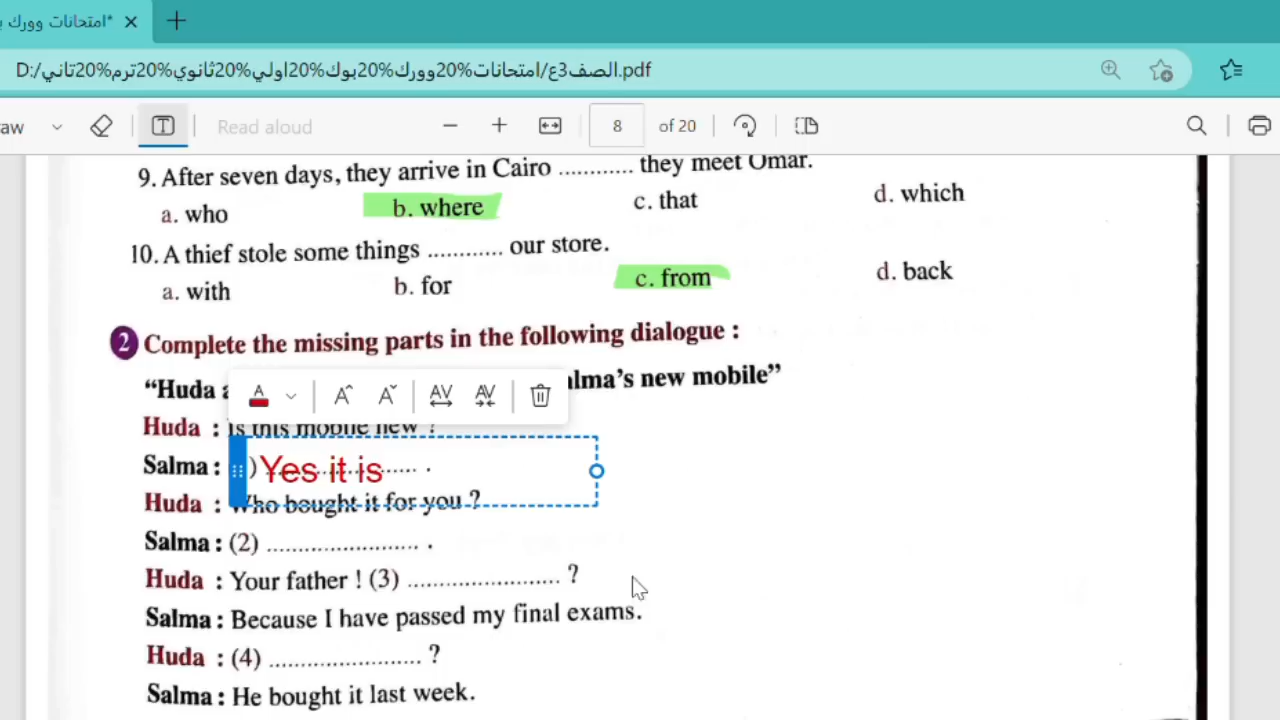 *امتحانات وورك ب
D:/الصف3ع/امتحانات%20وورك%20بوك%20اولي%20ثانوي%20ترم%20تاني.pdf
aw Read aloud 8 of 20
9. After seven days, they arrive in Cairo ............ they meet Omar.
a. who b. where c. that d. which
10. A thief stole some things ............ our store.
a. with b. for c. from d. back
2 Complete the missing parts in the following dialogue :
“Huda a alma’s new mobile”
Huda : Is this mobile new ?
Salma : ) Yes it is ........ .
Huda : Who bought it for you ?
Salma : (2) ........................ .
Huda : Your father ! (3) ........................ ?
Salma : Because I have passed my final exams.
Huda : (4) ........................ ?
Salma : He bought it last week.